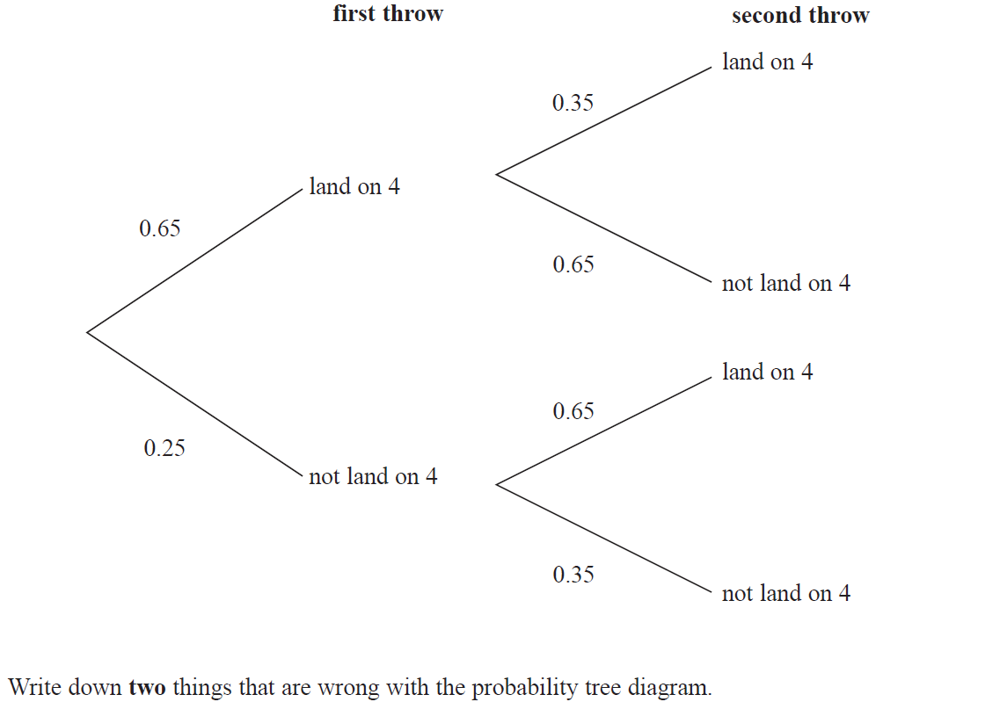 first throw
second throw
land on 4
0.35
land on 4
0.65
0.65
not land on 4
land on 4
0.65
0.25
not land on 4
0.35
not land on 4
Write down two things that are wrong with the probability tree diagram.